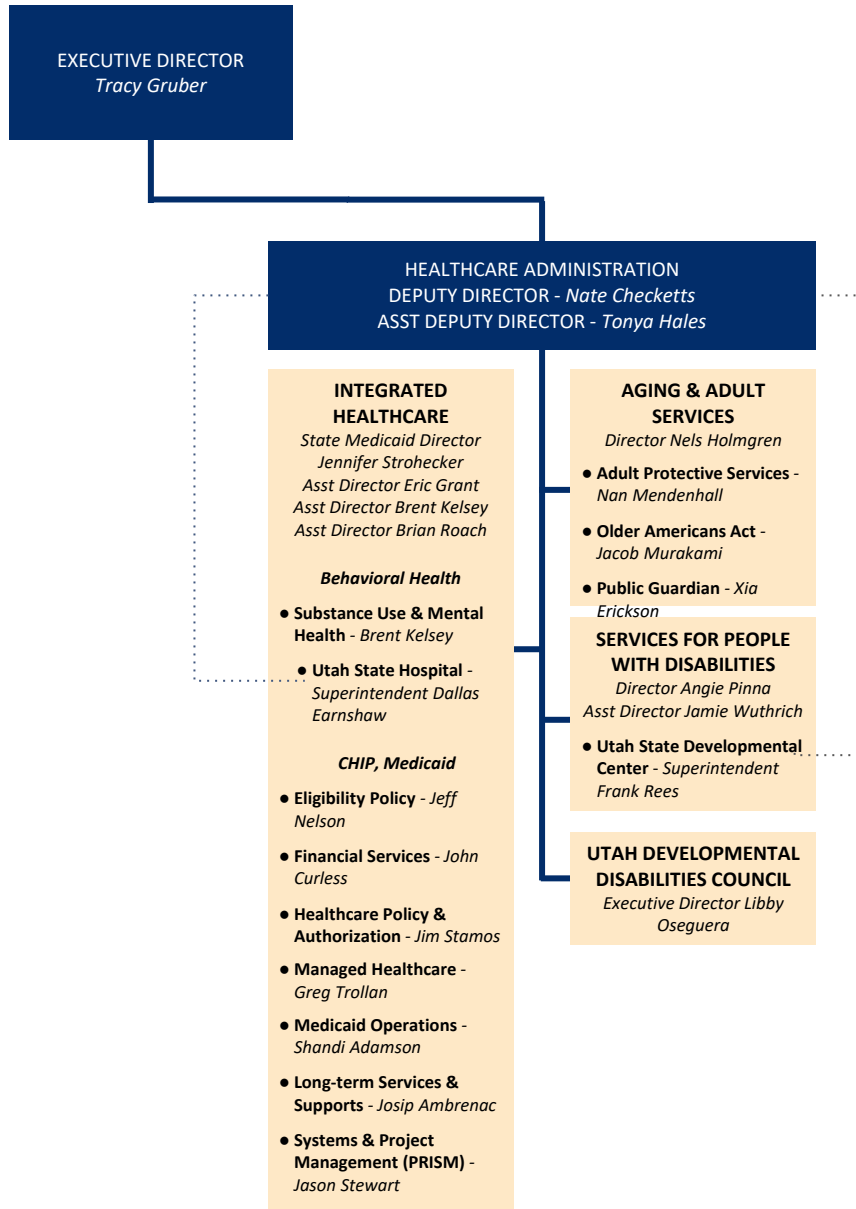 EXECUTIVE DIRECTOR
Tracy Gruber
HEALTHCARE ADMINISTRATION
DEPUTY DIRECTOR - Nate Checketts
ASST DEPUTY DIRECTOR - Tonya Hales
INTEGRATED
HEALTHCARE
State Medicaid Director
Jennifer Strohecker
Asst Director Eric Grant
Asst Director Brent Kelsey
Asst Director Brian Roach
Behavioral Health
● Substance Use & Mental
Health - Brent Kelsey
● Utah State Hospital -
Superintendent Dallas
Earnshaw
CHIP, Medicaid
● Eligibility Policy - Jeff
Nelson
● Financial Services - John
Curless
● Healthcare Policy &
Authorization - Jim Stamos
● Managed Healthcare -
Greg Trollan
● Medicaid Operations -
Shandi Adamson
● Long-term Services &
Supports - Josip Ambrenac
● Systems & Project
Management (PRISM) -
Jason Stewart
AGING & ADULT
SERVICES
Director Nels Holmgren
● Adult Protective Services -
Nan Mendenhall
● Older Americans Act -
Jacob Murakami
● Public Guardian - Xia
Erickson
SERVICES FOR PEOPLE
WITH DISABILITIES
Director Angie Pinna
Asst Director Jamie Wuthrich
● Utah State Developmental
Center - Superintendent
Frank Rees
UTAH DEVELOPMENTAL
DISABILITIES COUNCIL
Executive Director Libby
Oseguera